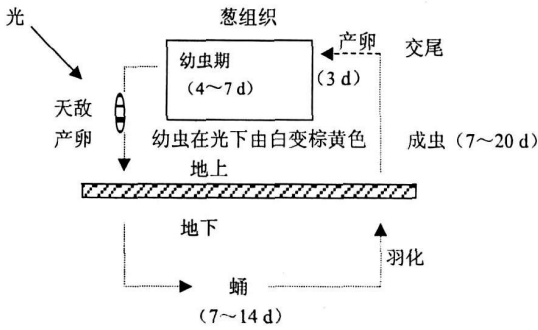 光
葱组织
产卵
交尾
幼虫期
(4～7 d)
(3 d)
天敌
产卵
幼虫在光下由白变棕黄色
成虫(7～20 d)
地上
地下
羽化
蛹
(7～14 d)